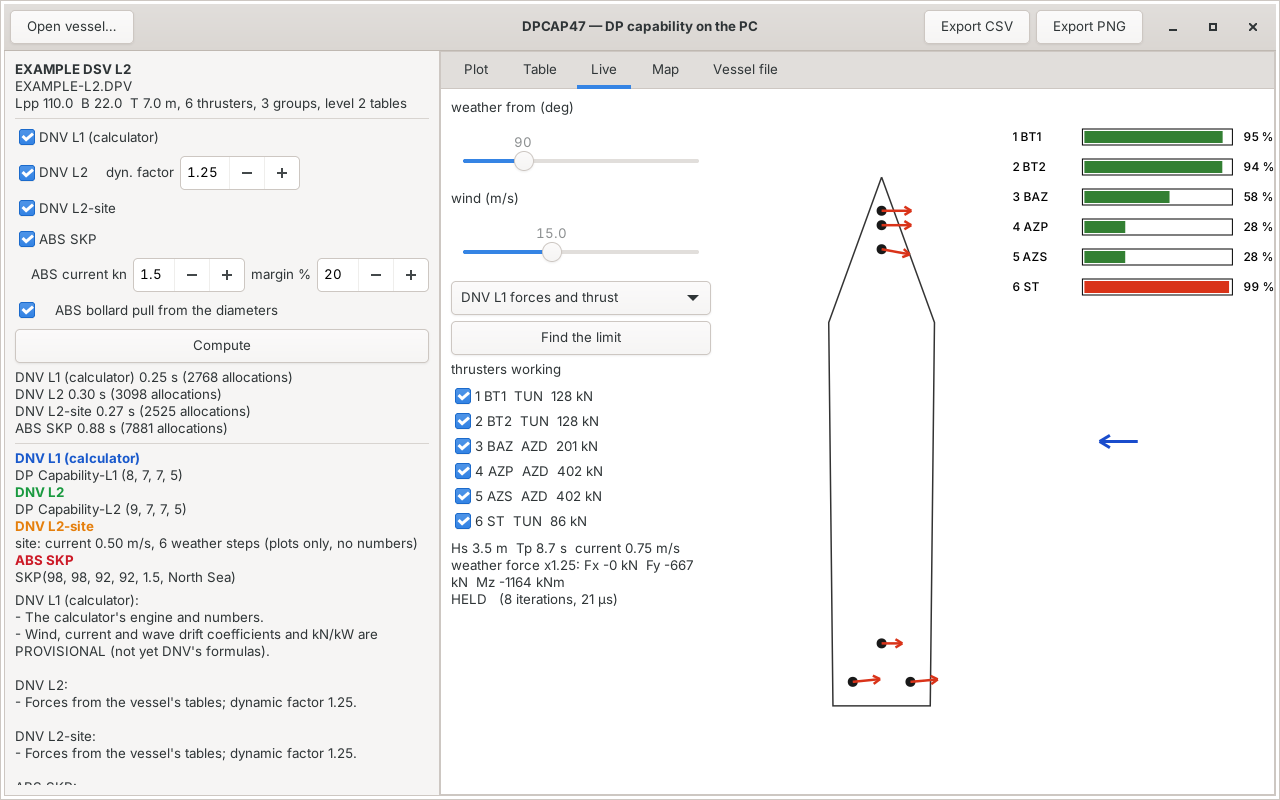 Open vessel...
DPCAP47 — DP capability on the PC
Export CSV
Export PNG
EXAMPLE DSV L2
EXAMPLE-L2.DPV
Lpp 110.0 B 22.0 T 7.0 m, 6 thrusters, 3 groups, level 2 tables
DNV L1 (calculator)
DNV L2 dyn. factor 1.25
DNV L2-site
ABS SKP
ABS current kn 1.5 margin % 20
ABS bollard pull from the diameters
Compute
DNV L1 (calculator) 0.25 s (2768 allocations)
DNV L2 0.30 s (3098 allocations)
DNV L2-site 0.27 s (2525 allocations)
ABS SKP 0.88 s (7881 allocations)
DNV L1 (calculator)
DP Capability-L1 (8, 7, 7, 5)
DNV L2
DP Capability-L2 (9, 7, 7, 5)
DNV L2-site
site: current 0.50 m/s, 6 weather steps (plots only, no numbers)
ABS SKP
SKP(98, 98, 92, 92, 1.5, North Sea)
DNV L1 (calculator):
- The calculator's engine and numbers.
- Wind, current and wave drift coefficients and kN/kW are
PROVISIONAL (not yet DNV's formulas).
DNV L2:
- Forces from the vessel's tables; dynamic factor 1.25.
DNV L2-site:
- Forces from the vessel's tables; dynamic factor 1.25.
ABS SKP:
Plot Table Live Map Vessel file
weather from (deg)
90
wind (m/s)
15.0
DNV L1 forces and thrust
Find the limit
thrusters working
1 BT1 TUN 128 kN
2 BT2 TUN 128 kN
3 BAZ AZD 201 kN
4 AZP AZD 402 kN
5 AZS AZD 402 kN
6 ST TUN 86 kN
Hs 3.5 m Tp 8.7 s current 0.75 m/s
weather force x1.25: Fx -0 kN Fy -667
kN Mz -1164 kNm
HELD (8 iterations, 21 µs)
1 BT1 95 %
2 BT2 94 %
3 BAZ 58 %
4 AZP 28 %
5 AZS 28 %
6 ST 99 %